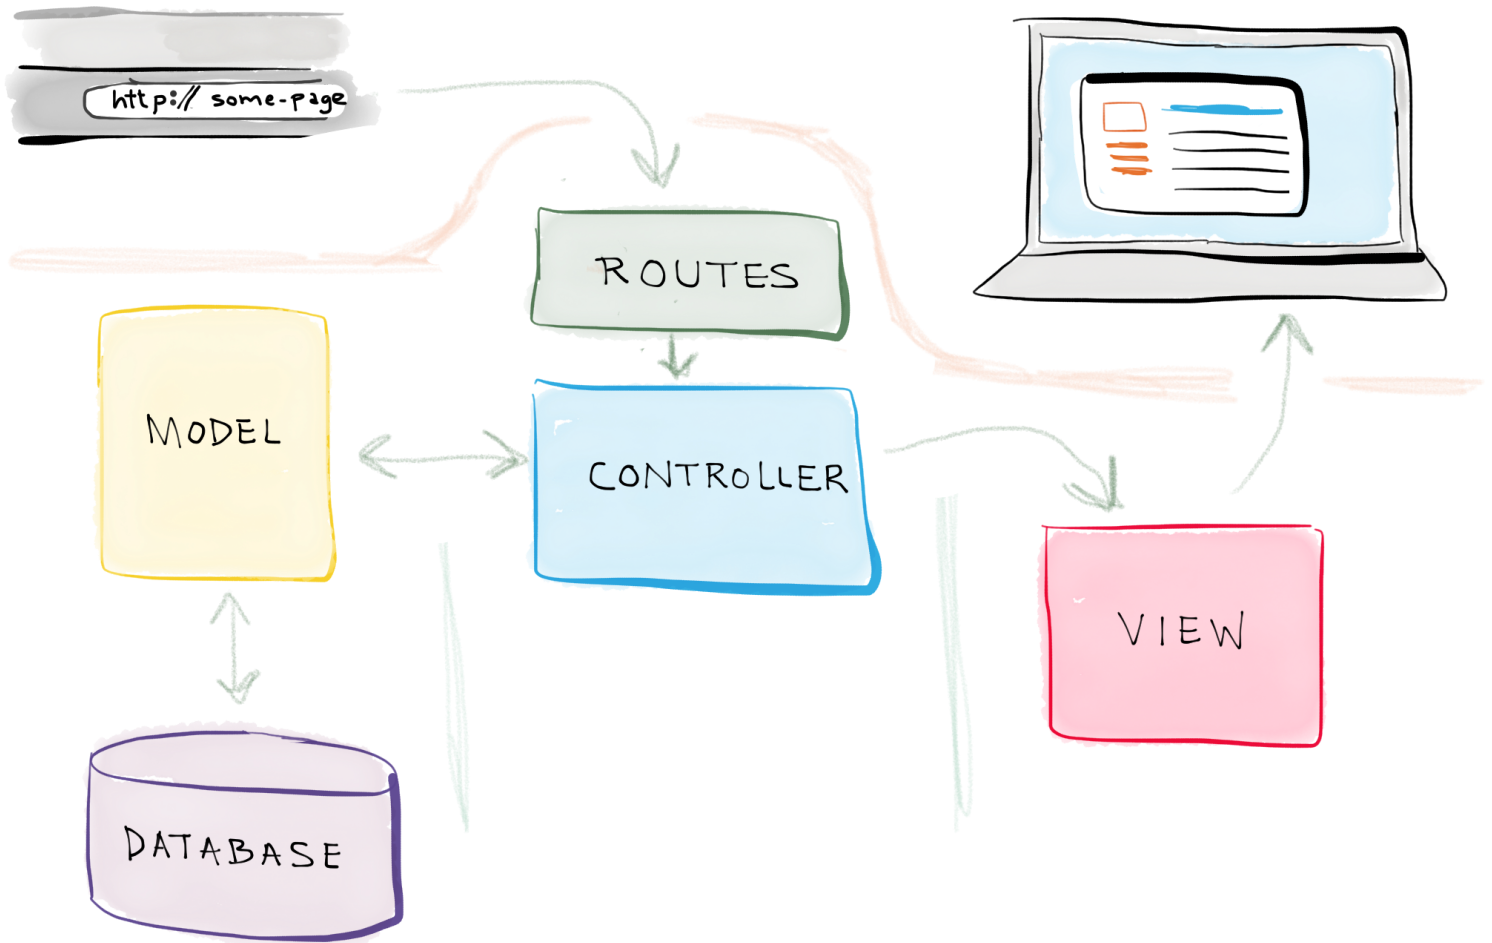 http:// some-page
ROUTES
MODEL
CONTROLLER
VIEW
DATABASE